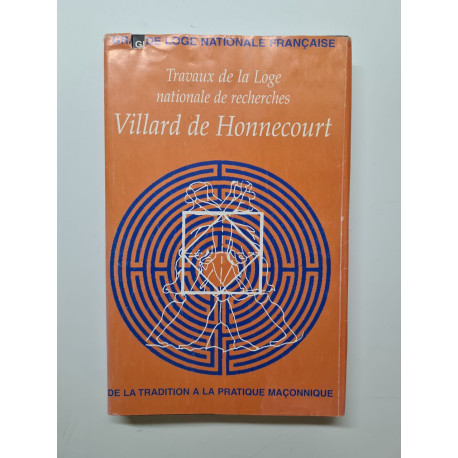 DE LOGE NATIONALE FRANÇAISE
Travaux de la Loge
nationale de recherches
Villard de Honnecourt
DE LA TRADITION A LA PRATIQUE MAÇONNIQUE